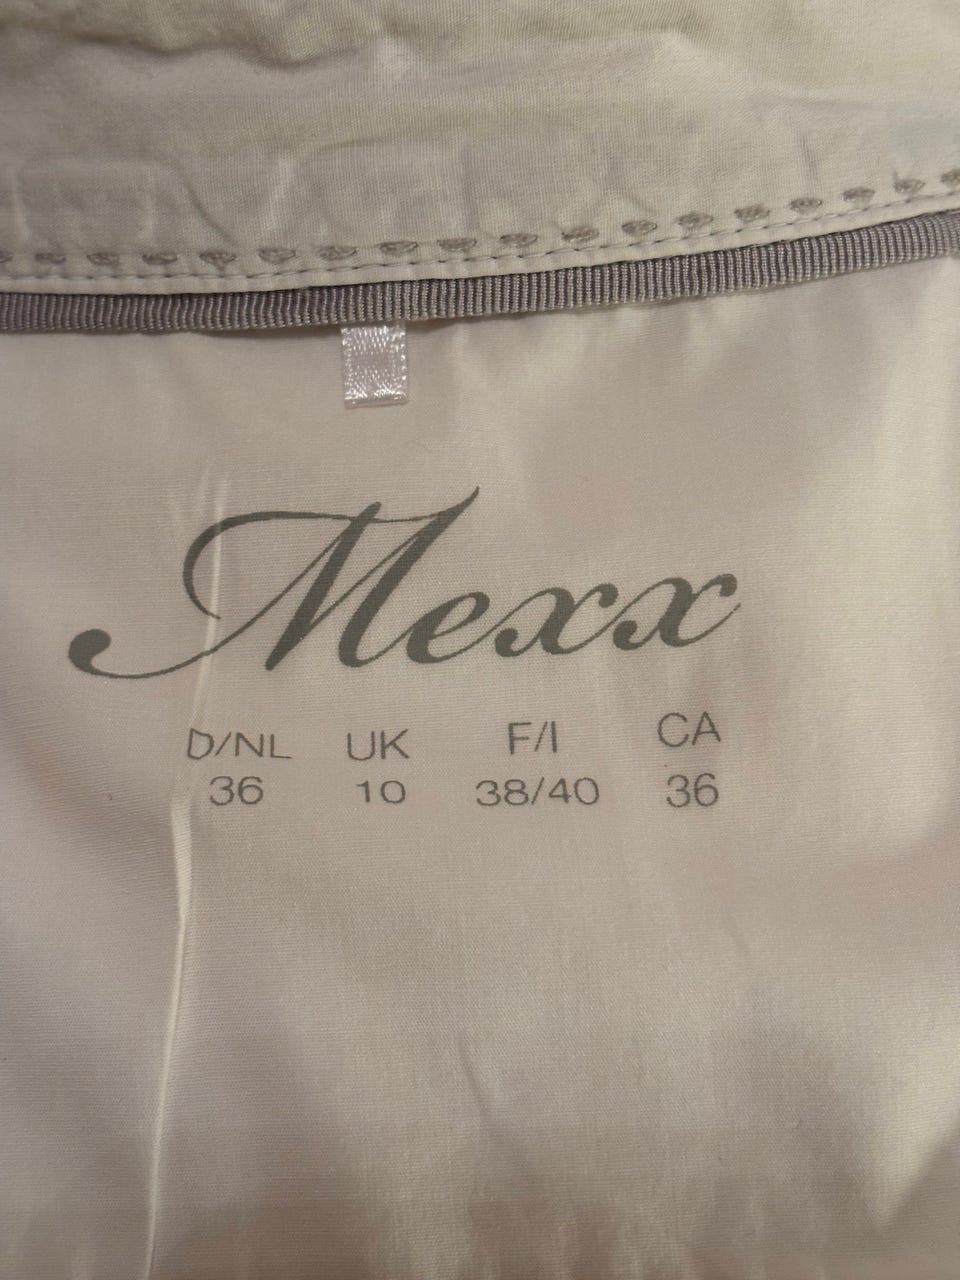 Mexx
D/NL UK F/I CA
36 10 38/40 36